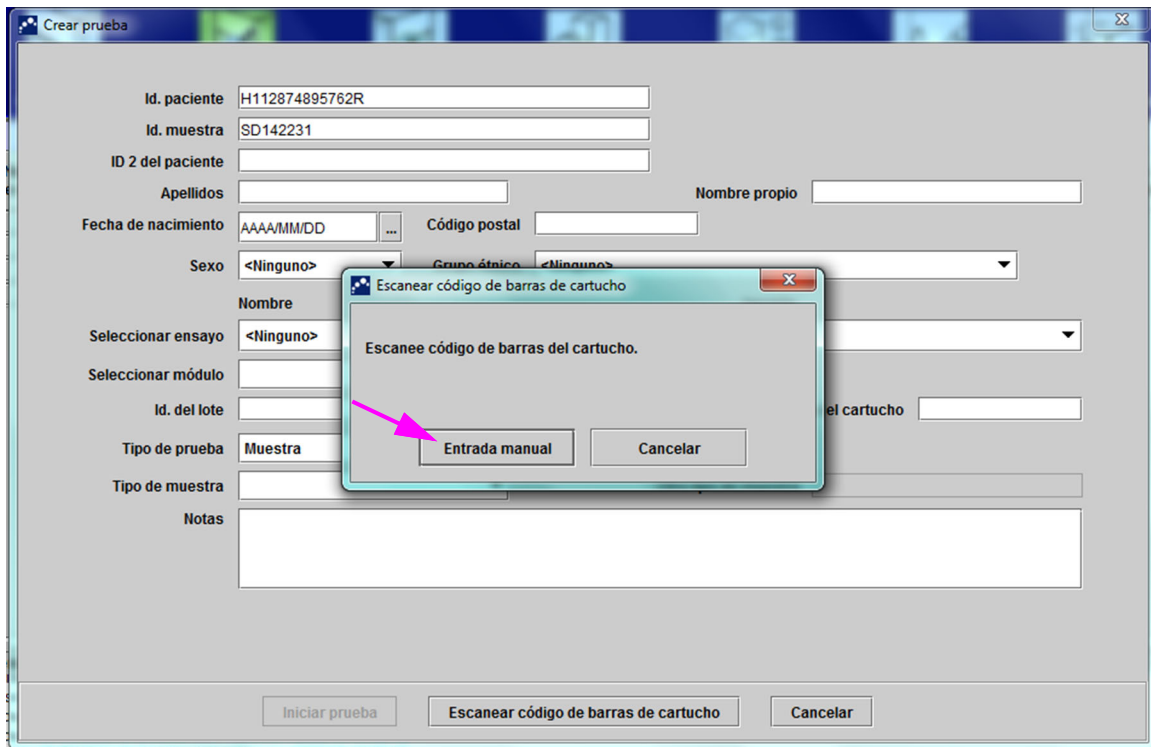 Crear prueba
Id. paciente H112874895762R
Id. muestra SD142231
ID 2 del paciente
Apellidos Nombre propio
Fecha de nacimiento AAAA/MM/DD ... Código postal
Sexo <Ninguno> Grupo étnico <Ninguno>
Escanear código de barras de cartucho
Nombre
Seleccionar ensayo <Ninguno>
Escanee código de barras del cartucho.
Seleccionar módulo
Id. del lote el cartucho
Tipo de prueba Muestra
Entrada manual Cancelar
Tipo de muestra
Notas
Iniciar prueba Escanear código de barras de cartucho Cancelar